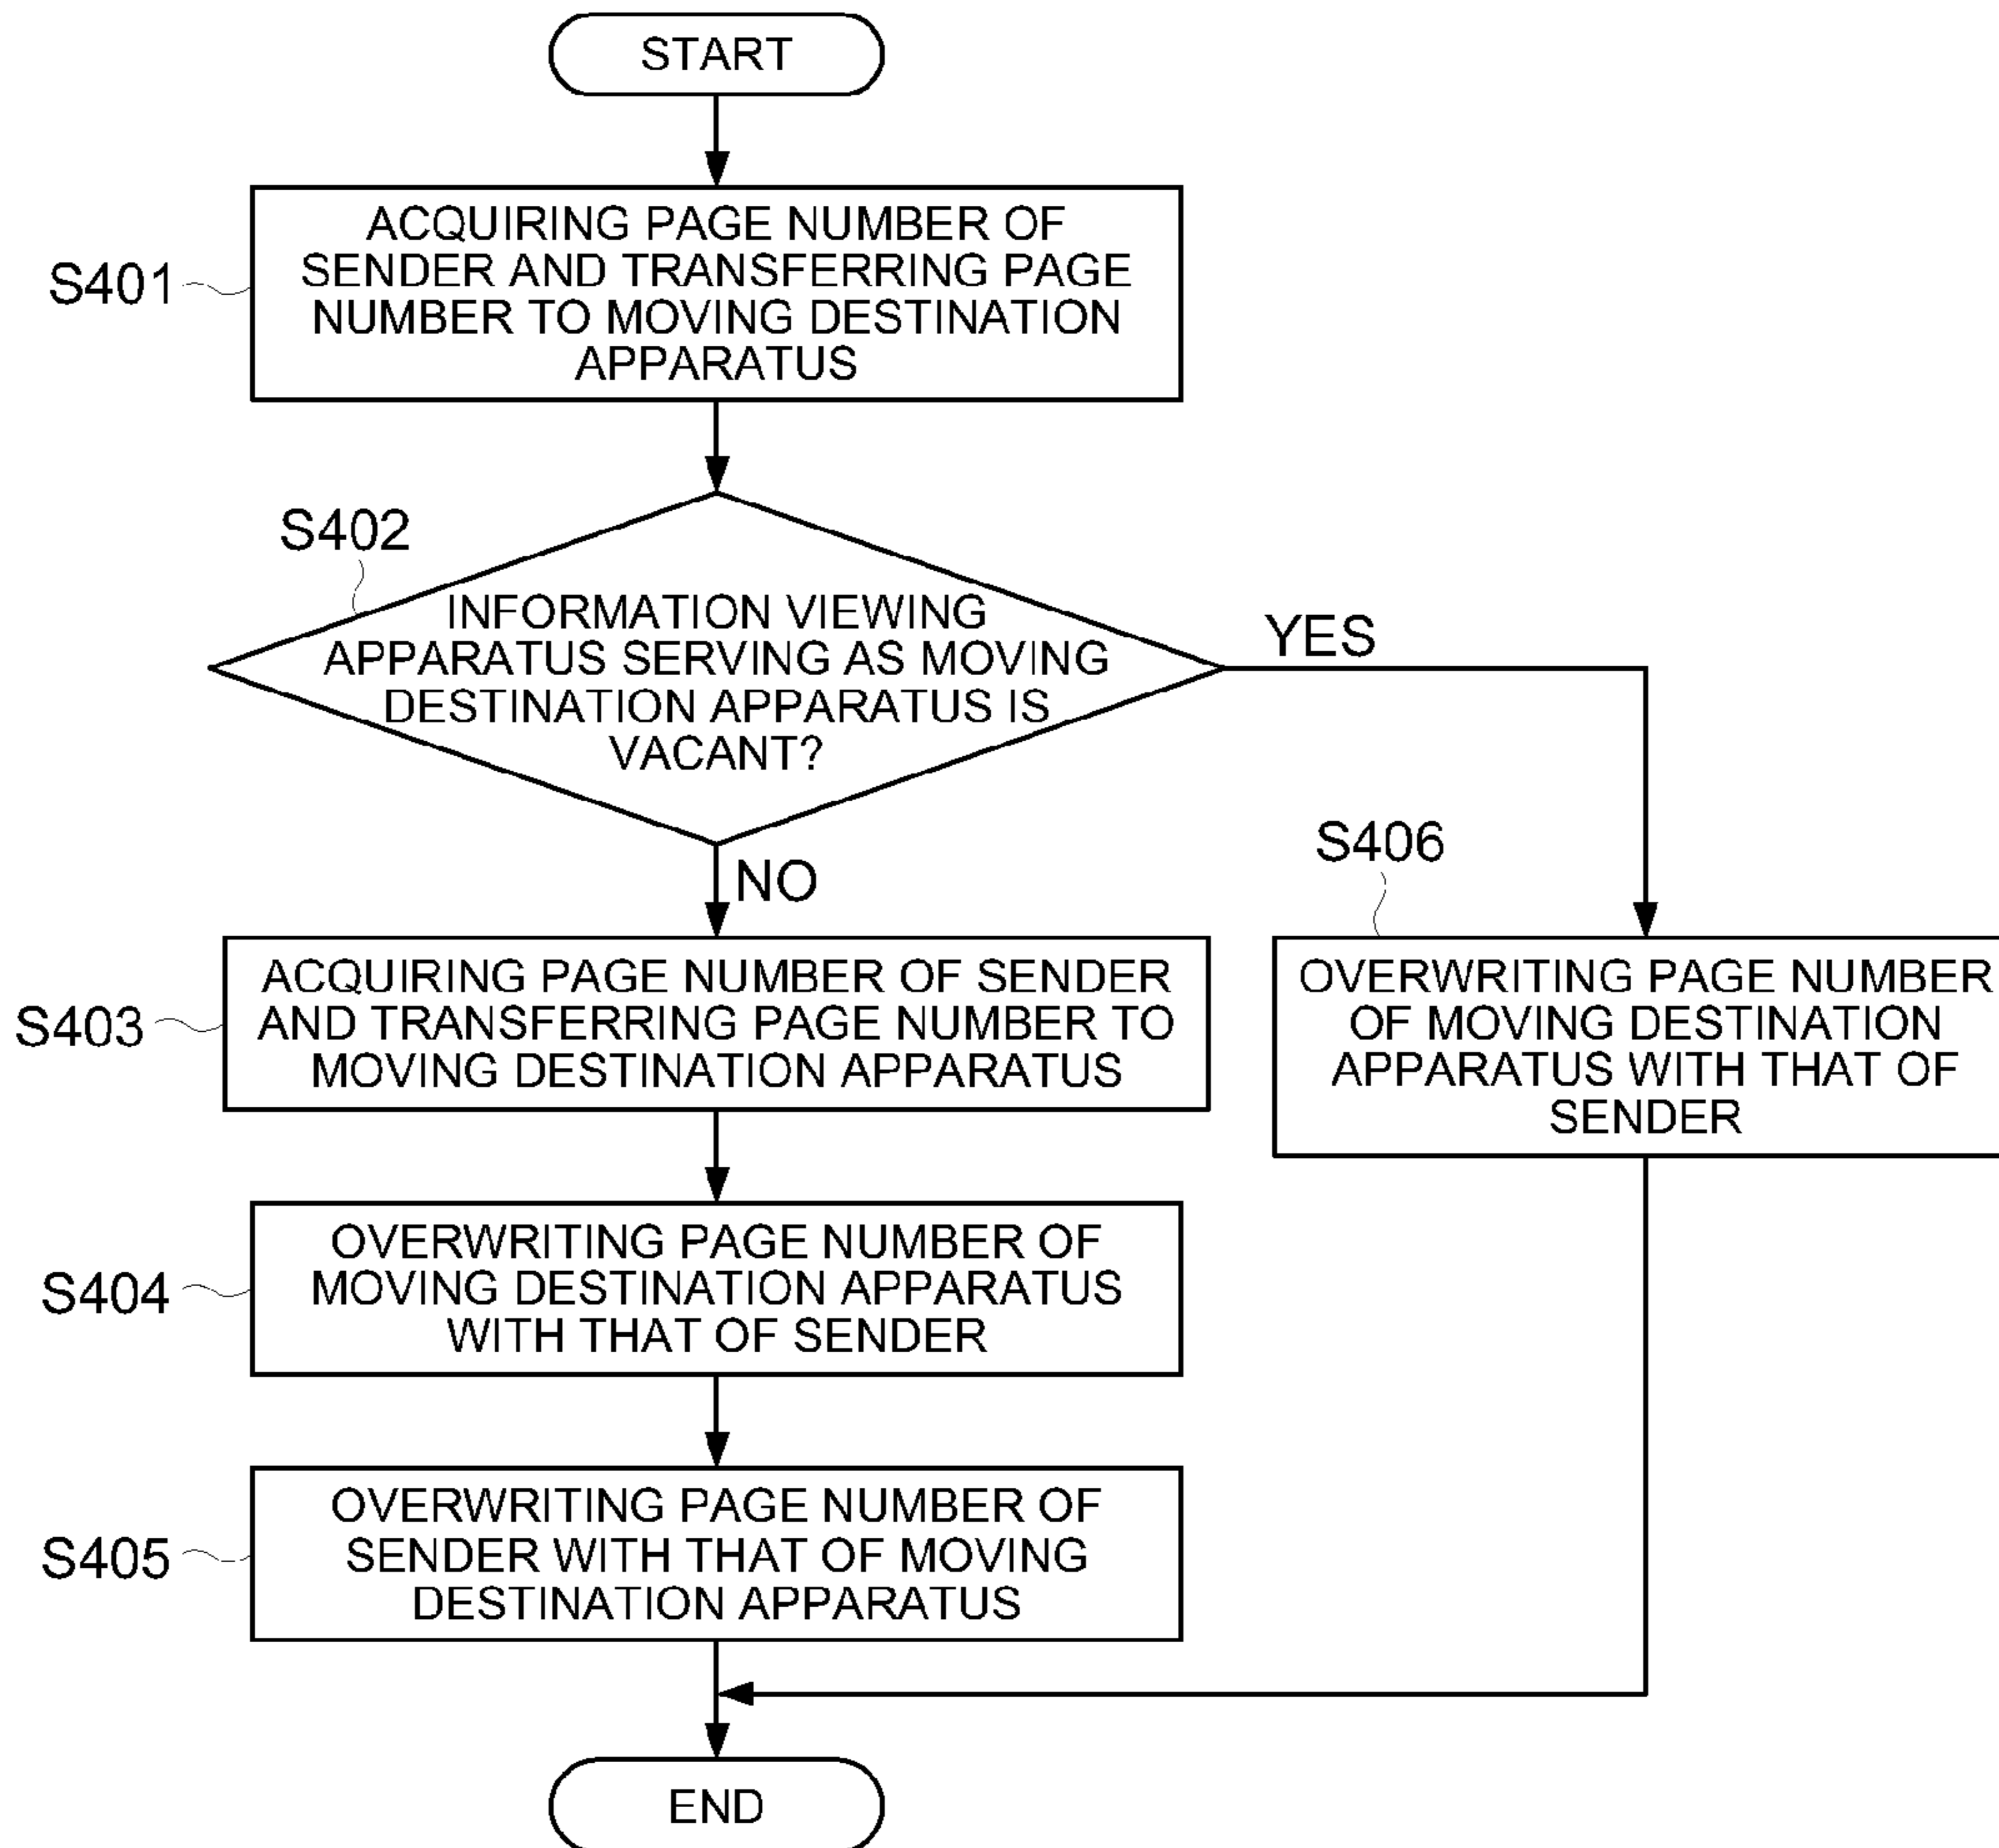 START
S401
ACQUIRING PAGE NUMBER OF
SENDER AND TRANSFERRING PAGE
NUMBER TO MOVING DESTINATION
APPARATUS
S402
INFORMATION VIEWING
APPARATUS SERVING AS MOVING
DESTINATION APPARATUS IS
VACANT?
YES
NO
S403
ACQUIRING PAGE NUMBER OF SENDER
AND TRANSFERRING PAGE NUMBER TO
MOVING DESTINATION APPARATUS
S406
OVERWRITING PAGE NUMBER
OF MOVING DESTINATION
APPARATUS WITH THAT OF
SENDER
S404
OVERWRITING PAGE NUMBER OF
MOVING DESTINATION APPARATUS
WITH THAT OF SENDER
S405
OVERWRITING PAGE NUMBER OF
SENDER WITH THAT OF MOVING
DESTINATION APPARATUS
END